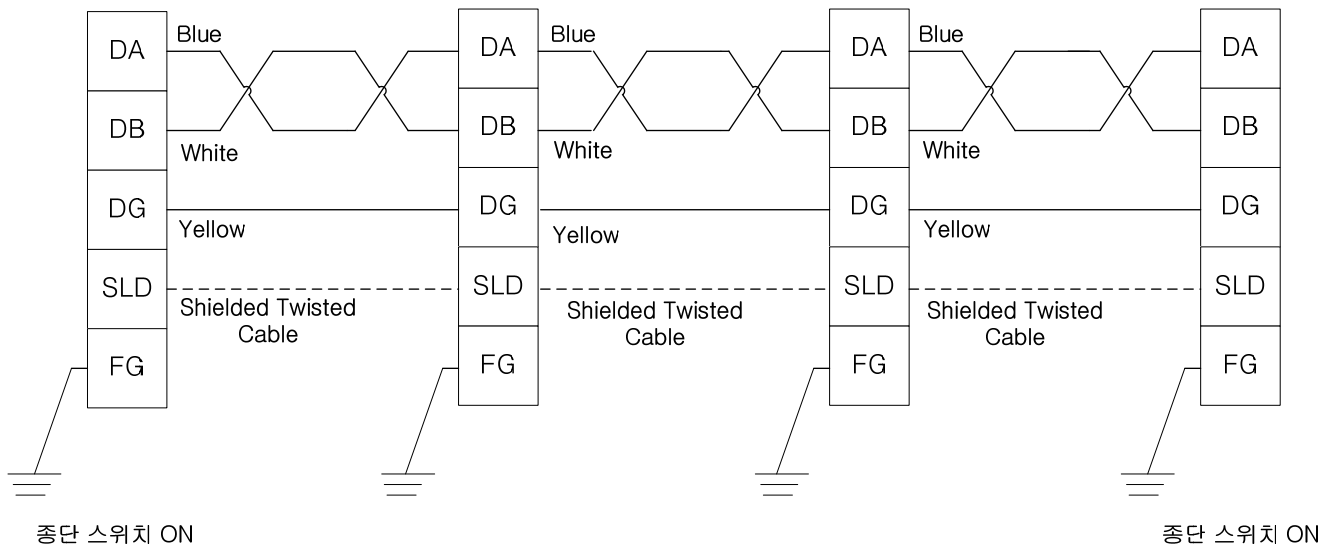 DA Blue DA Blue DA Blue DA
DB White DB White DB White DB
DG Yellow DG Yellow DG Yellow DG
SLD Shielded Twisted SLD Shielded Twisted SLD Shielded Twisted SLD
Cable Cable Cable
FG FG FG FG
종단 스위치 ON 종단 스위치 ON